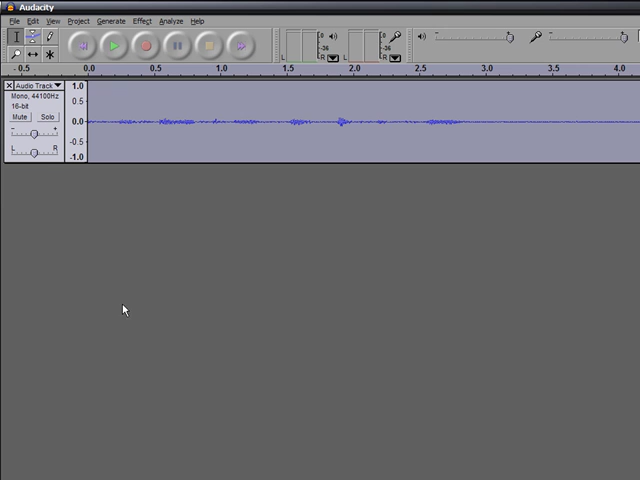 Audacity
File Edit View Project Generate Effect Analyze Help
0 0
-36 -36
L R L R
-0.5 0.0 0.5 1.0 1.5 2.0 2.5 3.0 3.5 4.0
X Audio Track 1.0
Mono, 44100Hz 0.5
16-bit
Mute Solo 0.0
- +
-0.5
L R
-1.0